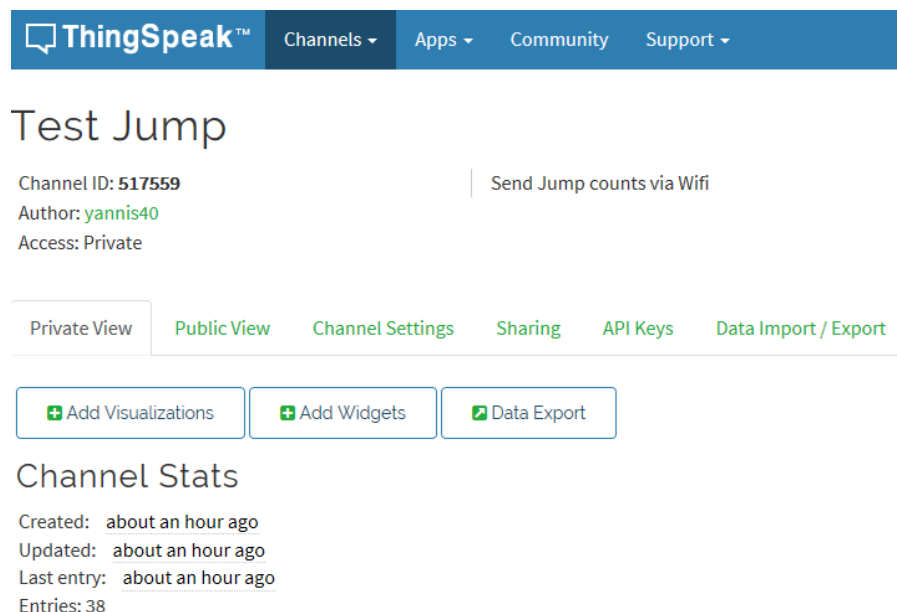 ThingSpeak™ Channels Apps Community Support
Test Jump
Channel ID: 517559 Send Jump counts via Wifi
Author: yannis40
Access: Private
Private View Public View Channel Settings Sharing API Keys Data Import / Export
Add Visualizations Add Widgets Data Export
Channel Stats
Created: about an hour ago
Updated: about an hour ago
Last entry: about an hour ago
Entries: 38